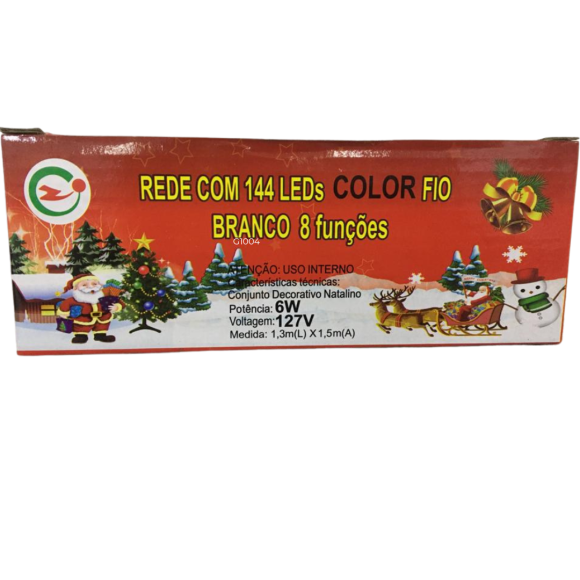 REDE COM 144 LEDs COLOR FIO
BRANCO 8 funções
G1004
ATENÇÃO: USO INTERNO
Características técnicas:
Conjunto Decorativo Natalino
Potência: 6W
Voltagem: 127V
Medida: 1,3m(L) X 1,5m(A)